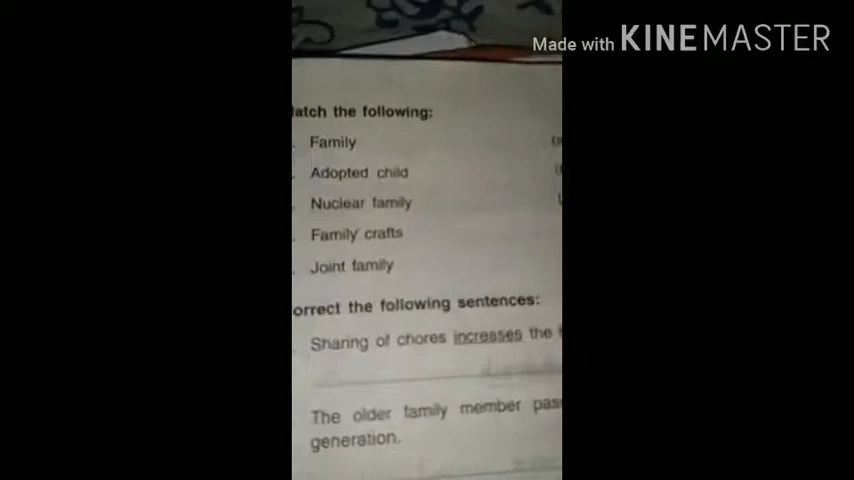 Made with KINEMASTER
atch the following:
Family
Adopted child
Nuclear family
Family crafts
Joint family
orrect the following sentences:
Sharing of chores increases the
The older family member pas
generation.